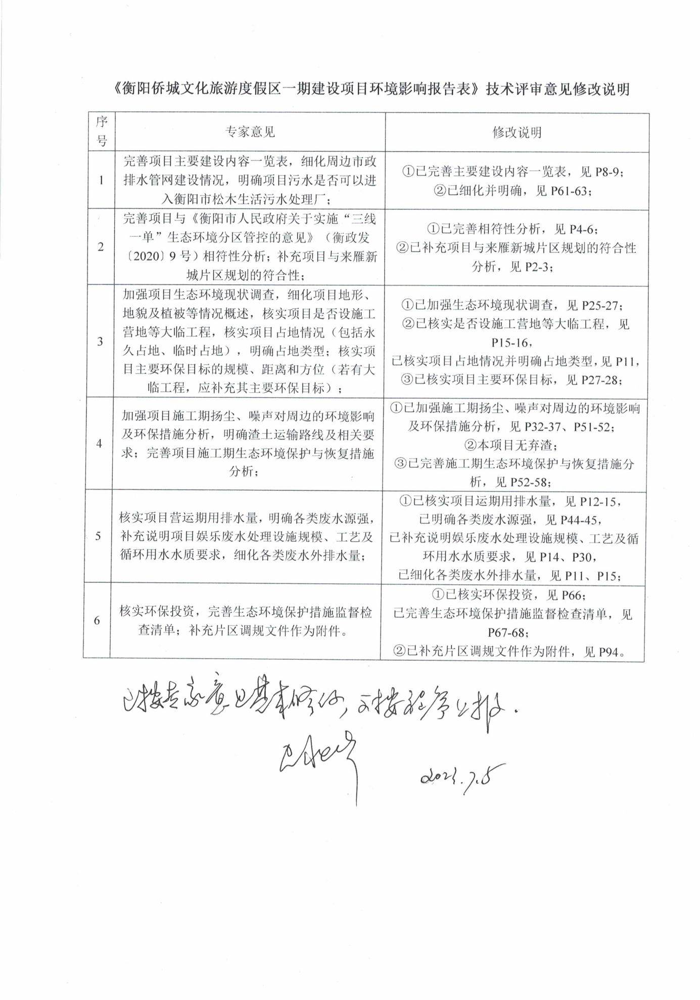 《衡阳侨城文化旅游度假区一期建设项目环境影响报告表》技术评审意见修改说明
序号
专家意见
修改说明
1
完善项目主要建设内容一览表，细化周边市政
排水管网建设情况，明确项目污水是否可以进
入衡阳市松木生活污水处理厂；
①已完善主要建设内容一览表，见 P8-9；
②已细化并明确，见 P61-63；
2
完善项目与《衡阳市人民政府关于实施“三线
一单”生态环境分区管控的意见》（衡政发
〔2020〕9 号）相符性分析；补充项目与来雁新
城片区规划的符合性；
①已完善相符性分析，见 P4-6；
②已补充项目与来雁新城片区规划的符合性
分析，见 P2-3；
3
加强项目生态环境现状调查，细化项目地形、
地貌及植被等情况概述，核实项目是否设施工
营地等大临工程，核实项目占地情况（包括永
久占地、临时占地），明确占地类型；核实项
目主要环保目标的规模、距离和方位（若有大
临工程，应补充其主要环保目标）；
①已加强生态环境现状调查，见 P25-27；
②已核实是否设施工营地等大临工程，见
P15-16，
已核实项目占地情况并明确占地类型，见 P11，
③已核实项目主要环保目标，见 P27-28；
4
加强项目施工期扬尘、噪声对周边的环境影响
及环保措施分析，明确渣土运输路线及相关要
求；完善项目施工期生态环境保护与恢复措施
分析；
①已加强施工期扬尘、噪声对周边的环境影响
及环保措施分析，见 P32-37、P51-52；
②本项目无弃渣；
③已完善施工期生态环境保护与恢复措施分
析，见 P52-58；
5
核实项目营运期用排水量，明确各类废水源强，
补充说明项目娱乐废水处理设施规模、工艺及
循环用水水质要求，细化各类废水外排水量；
①已核实项目运期用排水量，见 P12-15，
已明确各类废水源强，见 P44-45，
已补充说明娱乐废水处理设施规模、工艺及循
环用水水质要求，见 P14、P30，
已细化各类废水外排水量，见 P11、P15；
6
核实环保投资，完善生态环境保护措施监督检
查清单；补充片区调规文件作为附件。
①已核实环保投资，见 P66；
已完善生态环境保护措施监督检查清单，见
P67-68；
②已补充片区调规文件作为附件，见 P94。
已按专家意见基本修改，可按程序上报.
2023.7.5